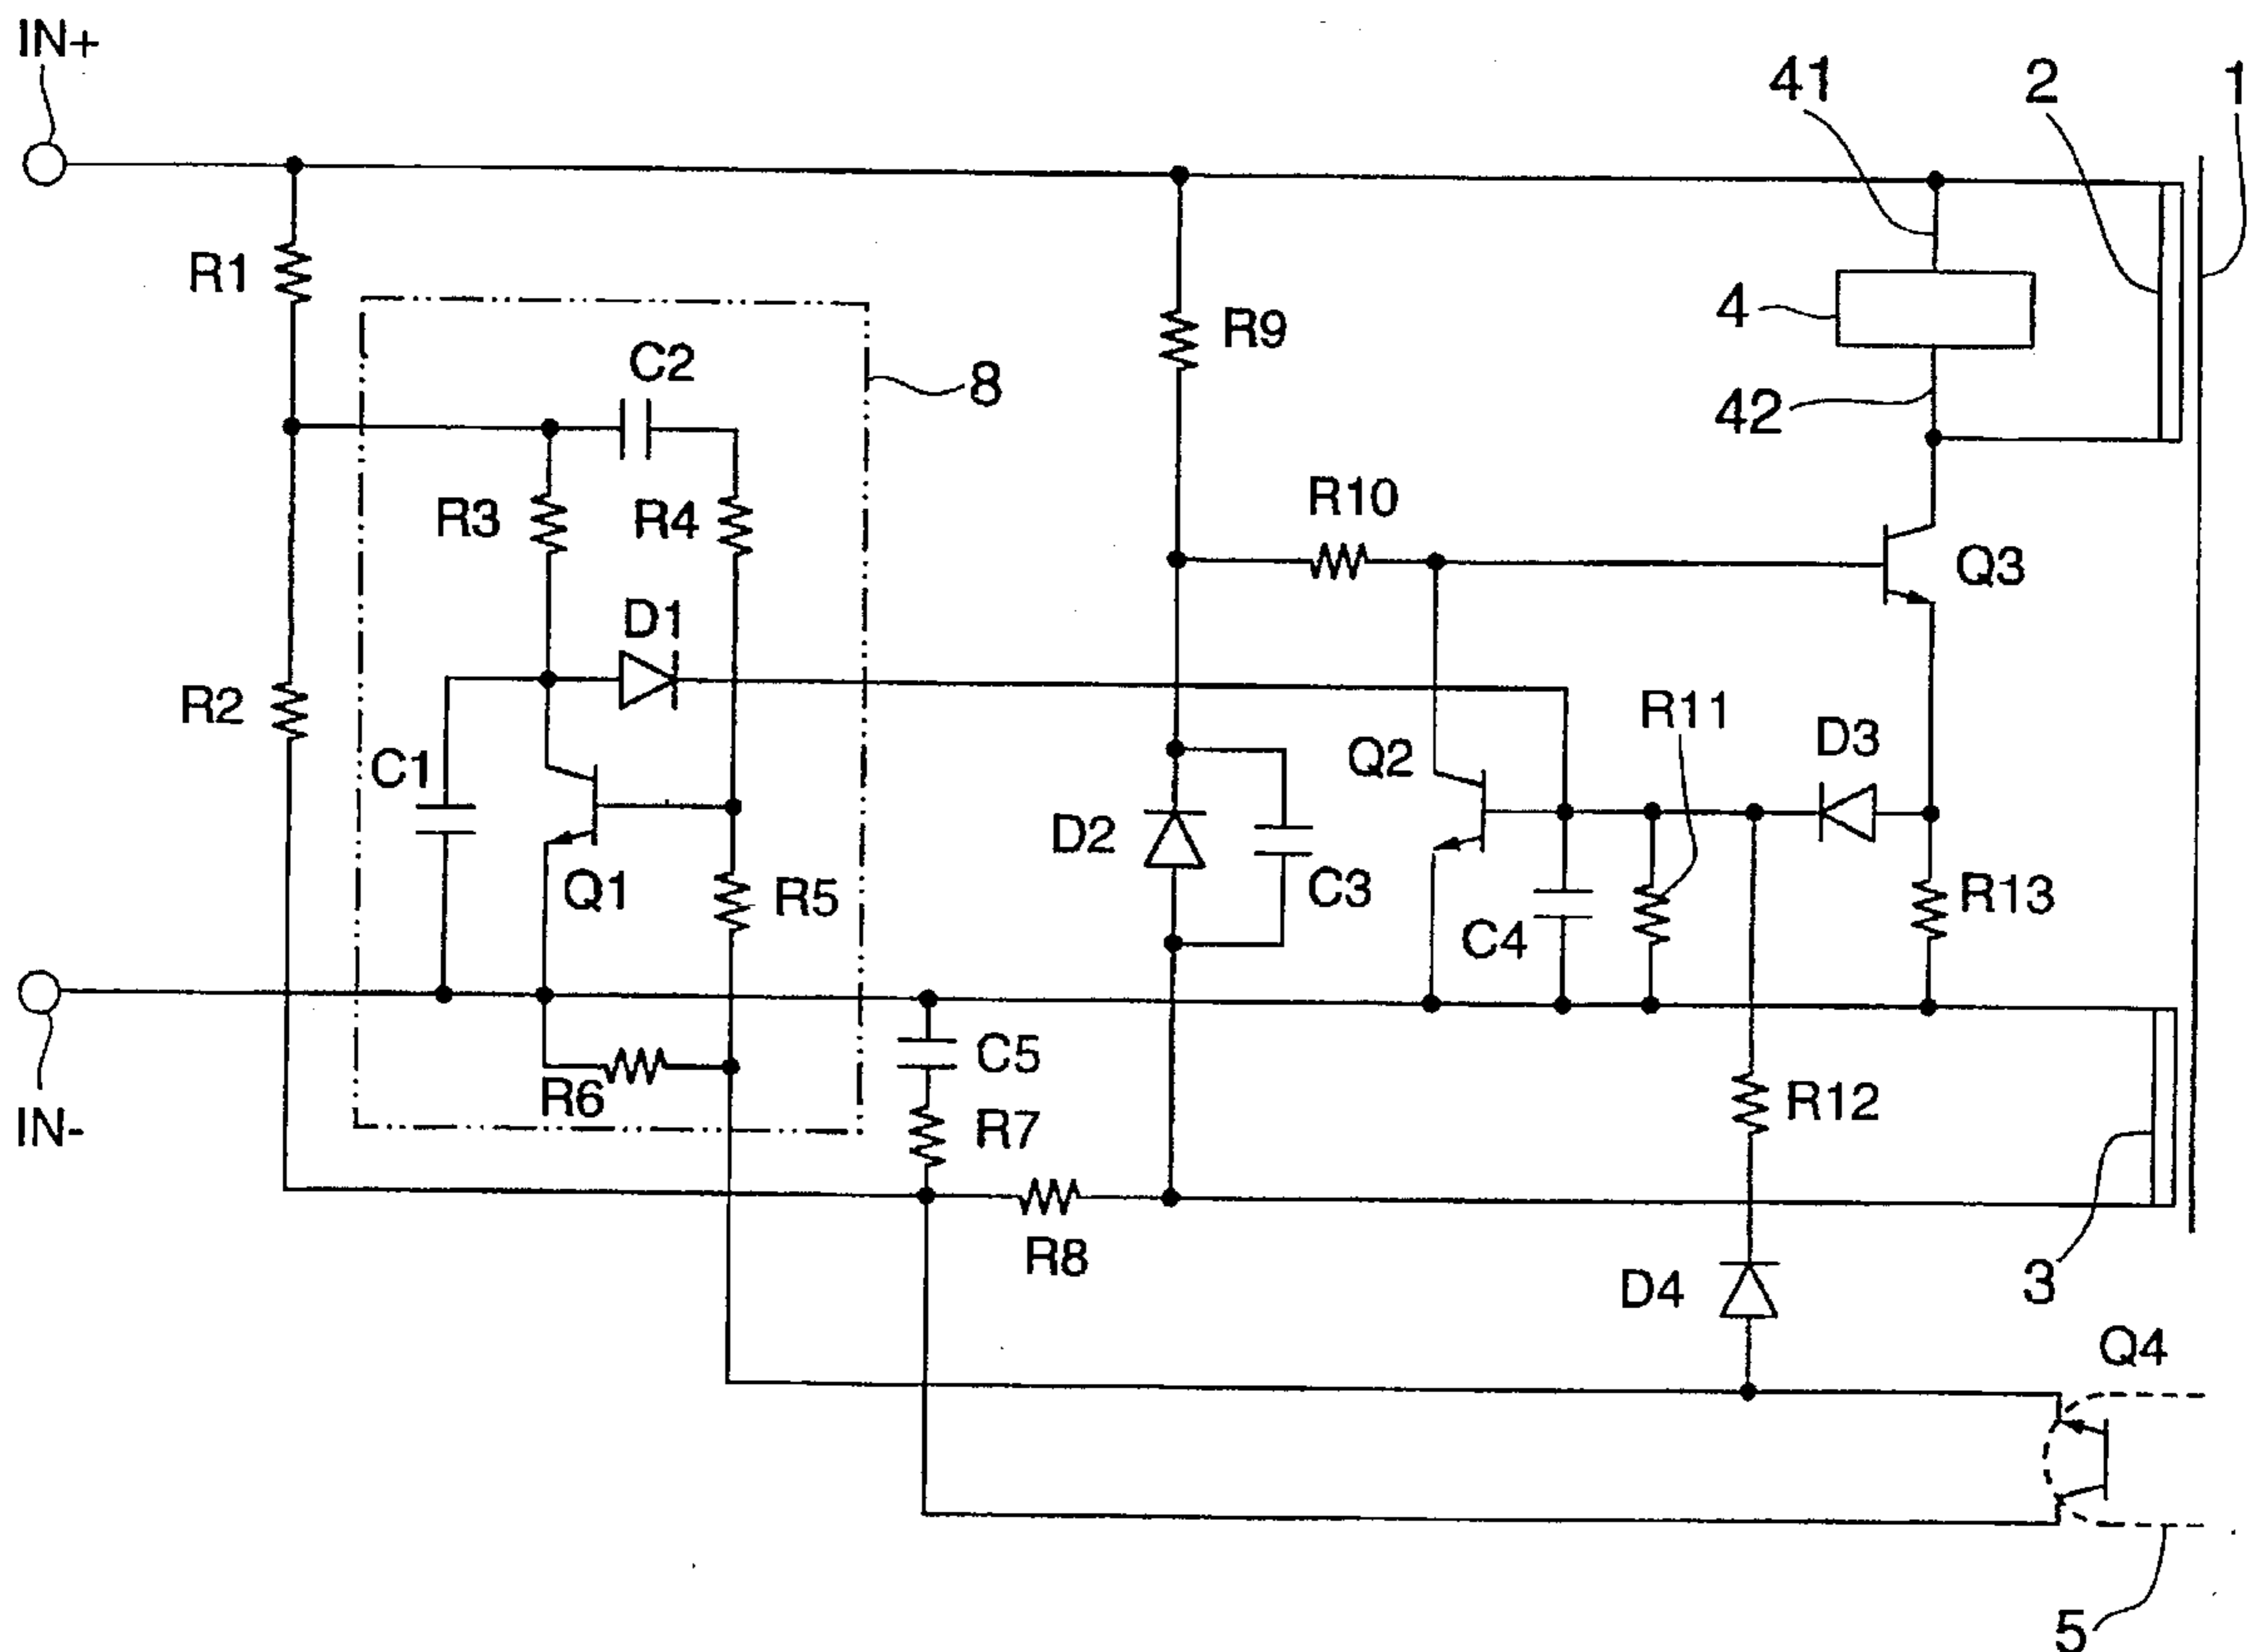 IN+
41
2
1
R1
R9
4
C2
8
42
R10
R3
R4
Q3
D1
R2
R11
C1
Q2
D3
D2
Q1
R5
C3
C4
R13
C5
R6
R12
IN-
R7
R8
D4
3
Q4
5